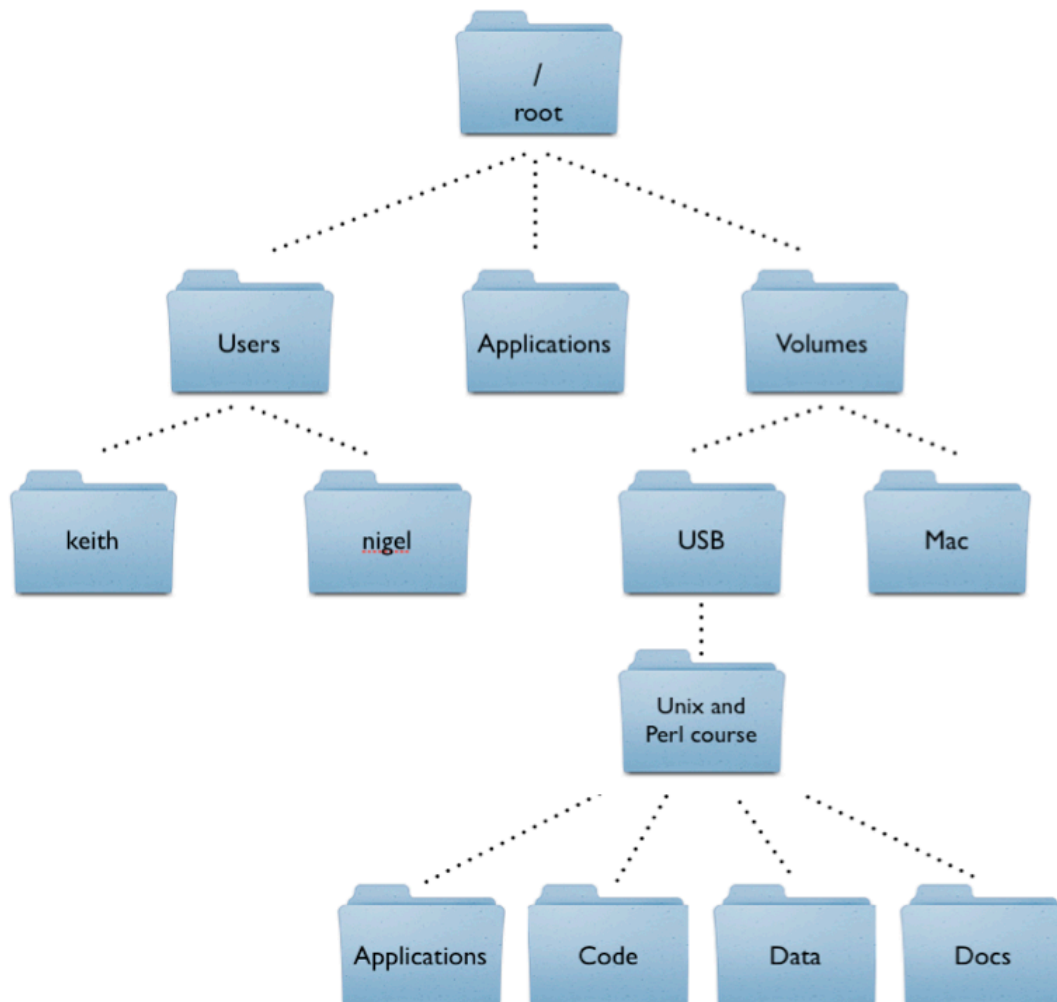 /
root
Users
Applications
Volumes
keith
nigel
USB
Mac
Unix and
Perl course
Applications
Code
Data
Docs